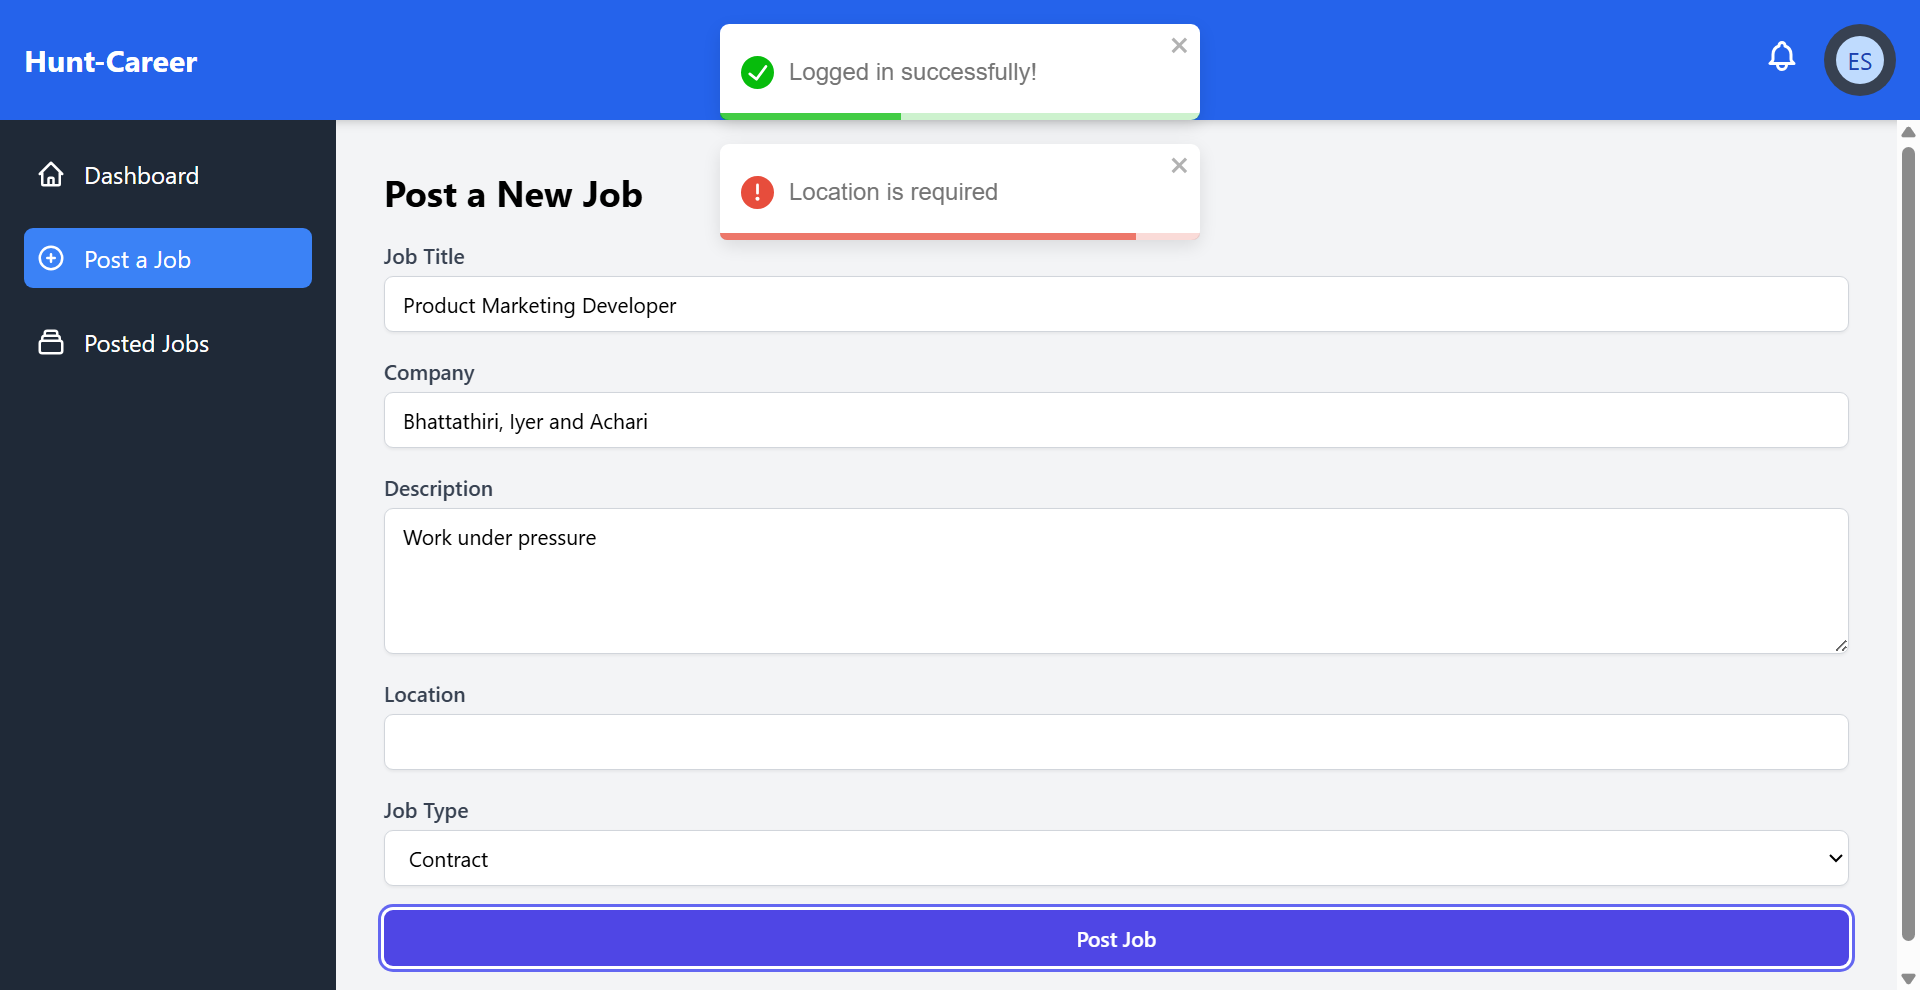 Hunt-Career
Logged in successfully!
ES
Dashboard
Post a Job
Posted Jobs
Location is required
Post a New Job
Job Title
Product Marketing Developer
Company
Bhattathiri, Iyer and Achari
Description
Work under pressure
Location
Job Type
Contract
Post Job